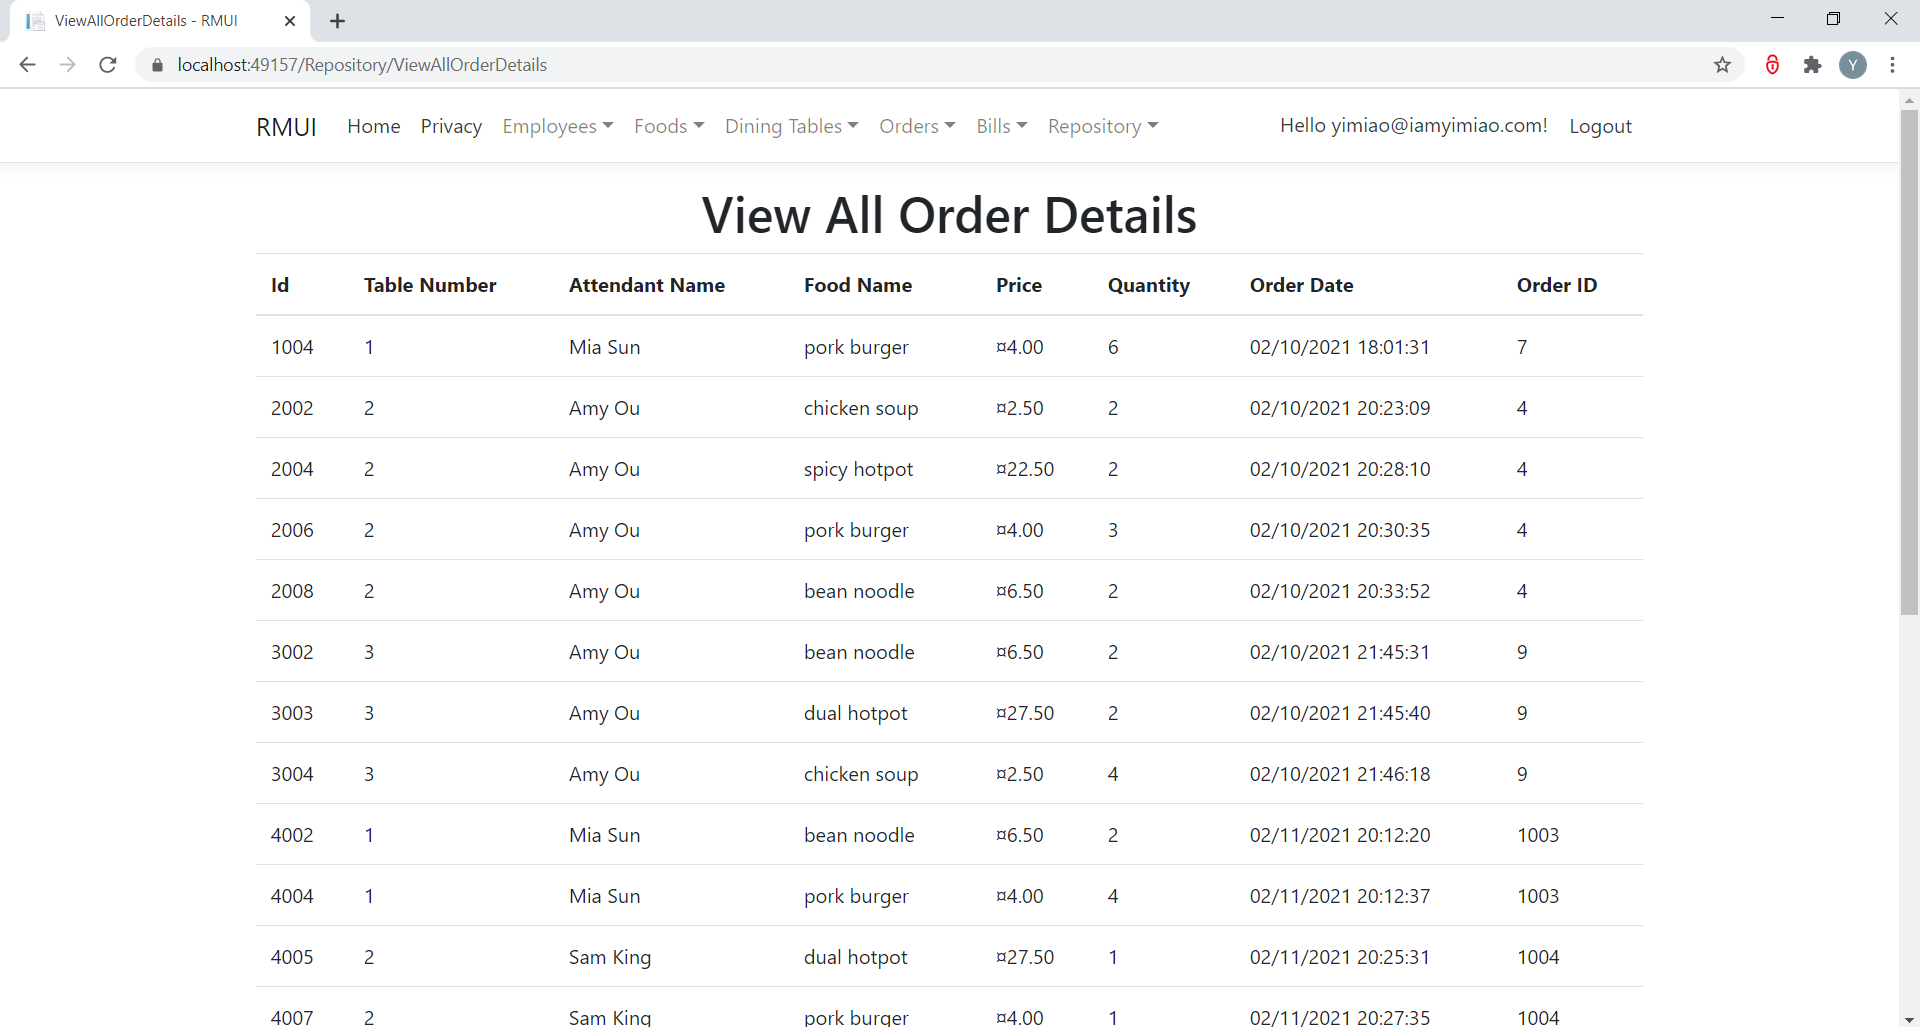 ViewAllOrderDetails - RMUI
localhost:49157/Repository/ViewAllOrderDetails
Y
RMUI Home Privacy Employees Foods Dining Tables Orders Bills Repository Hello yimiao@iamyimiao.com! Logout
View All Order Details
Id Table Number Attendant Name Food Name Price Quantity Order Date Order ID
1004 1 Mia Sun pork burger ¤4.00 6 02/10/2021 18:01:31 7
2002 2 Amy Ou chicken soup ¤2.50 2 02/10/2021 20:23:09 4
2004 2 Amy Ou spicy hotpot ¤22.50 2 02/10/2021 20:28:10 4
2006 2 Amy Ou pork burger ¤4.00 3 02/10/2021 20:30:35 4
2008 2 Amy Ou bean noodle ¤6.50 2 02/10/2021 20:33:52 4
3002 3 Amy Ou bean noodle ¤6.50 2 02/10/2021 21:45:31 9
3003 3 Amy Ou dual hotpot ¤27.50 2 02/10/2021 21:45:40 9
3004 3 Amy Ou chicken soup ¤2.50 4 02/10/2021 21:46:18 9
4002 1 Mia Sun bean noodle ¤6.50 2 02/11/2021 20:12:20 1003
4004 1 Mia Sun pork burger ¤4.00 4 02/11/2021 20:12:37 1003
4005 2 Sam King dual hotpot ¤27.50 1 02/11/2021 20:25:31 1004
4007 2 Sam King pork burger ¤4.00 1 02/11/2021 20:27:35 1004